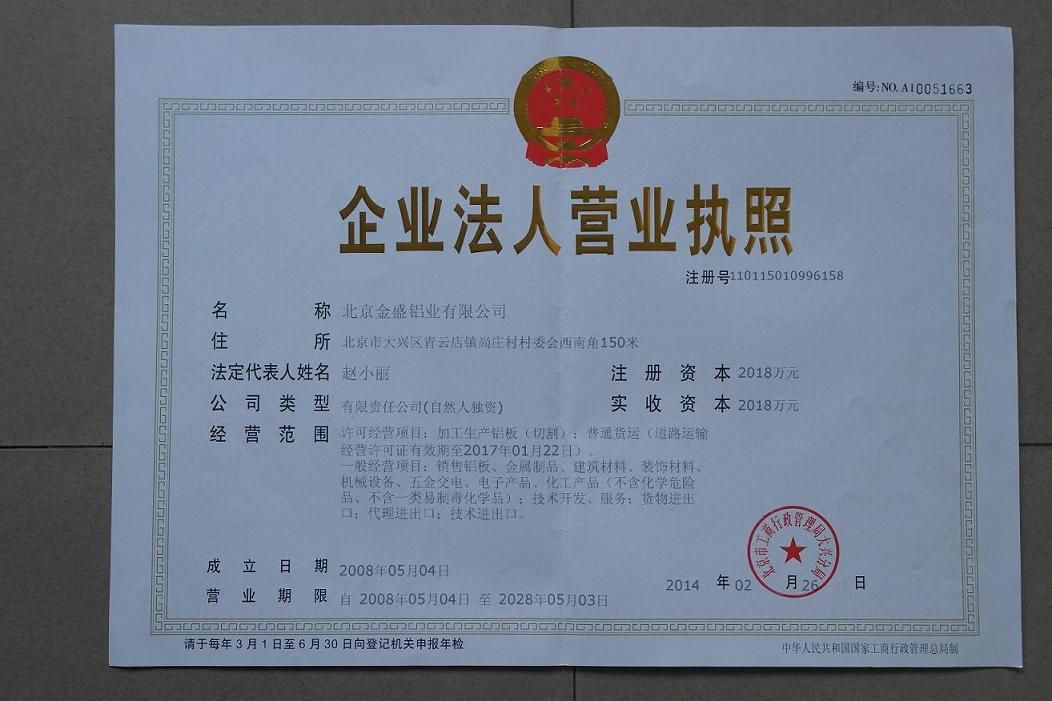 编号:NO. A10051663
企业法人营业执照
注册号110115010996158
名称 北京金盛铝业有限公司
住所 北京市大兴区青云店镇尚庄村村委会西南角150米
法定代表人姓名 赵小丽 注册资本 2018万元
公司类型 有限责任公司(自然人独资) 实收资本 2018万元
经营范围 许可经营项目：加工生产铝板（切割）；普通货运（道路运输
经营许可证有效期至2017年01月22日）。
一般经营项目：销售铝板、金属制品、建筑材料、装饰材料、
机械设备、五金交电、电子产品、化工产品（不含化学危险
品、不含一类易制毒化学品）；技术开发、服务；货物进出
口；代理进出口；技术进出口。
北京市工商行政管理局大兴分局
成立日期 2008年05月04日
2014 年 02 月 26 日
营业期限 自 2008年05月04日 至 2028年05月03日
请于每年3月1日至6月30日向登记机关申报年检
中华人民共和国国家工商行政管理总局制